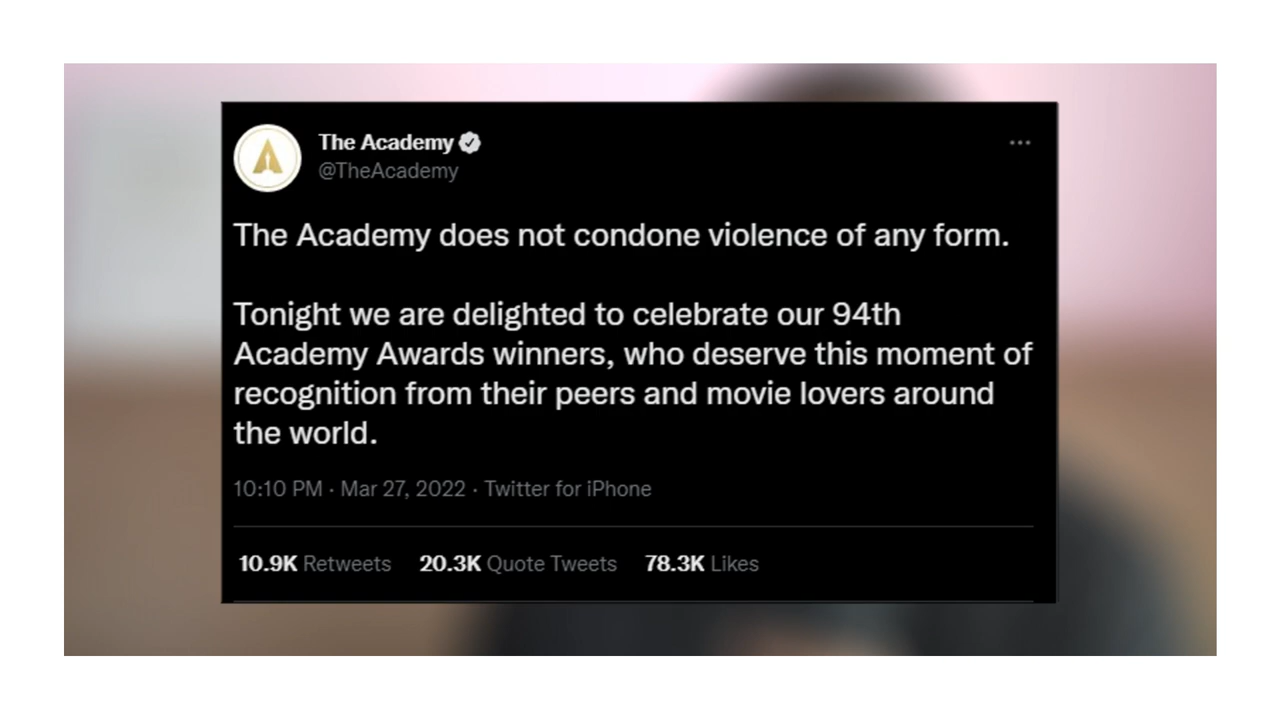 The Academy
@TheAcademy
The Academy does not condone violence of any form.
Tonight we are delighted to celebrate our 94th
Academy Awards winners, who deserve this moment of
recognition from their peers and movie lovers around
the world.
10:10 PM · Mar 27, 2022 · Twitter for iPhone
10.9K Retweets 20.3K Quote Tweets 78.3K Likes